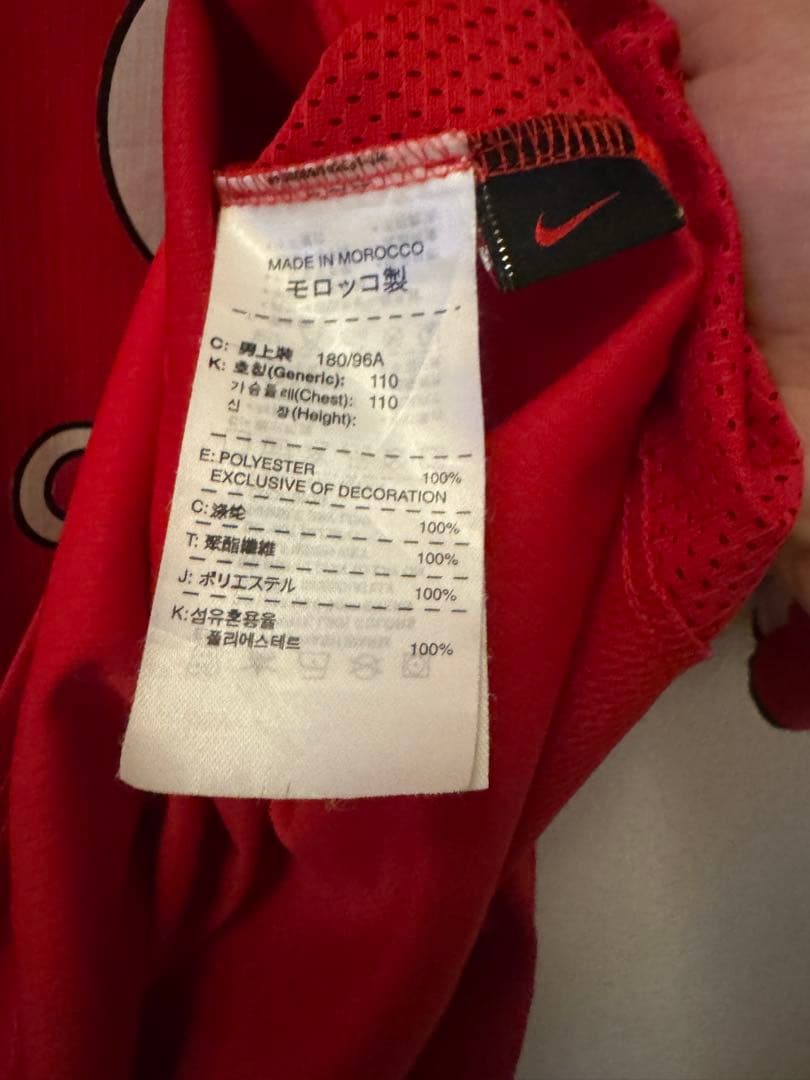 MADE IN MOROCCO
モロッコ製
C: 男上裝 180/96A
K: 호칭(Generic): 110
가슴둘레(Chest): 110
신 장(Height):
E: POLYESTER 100%
EXCLUSIVE OF DECORATION
C: 涤纶 100%
T: 聚酯纖維 100%
J: ポリエステル 100%
K: 섬유혼용율
폴리에스테르 100%